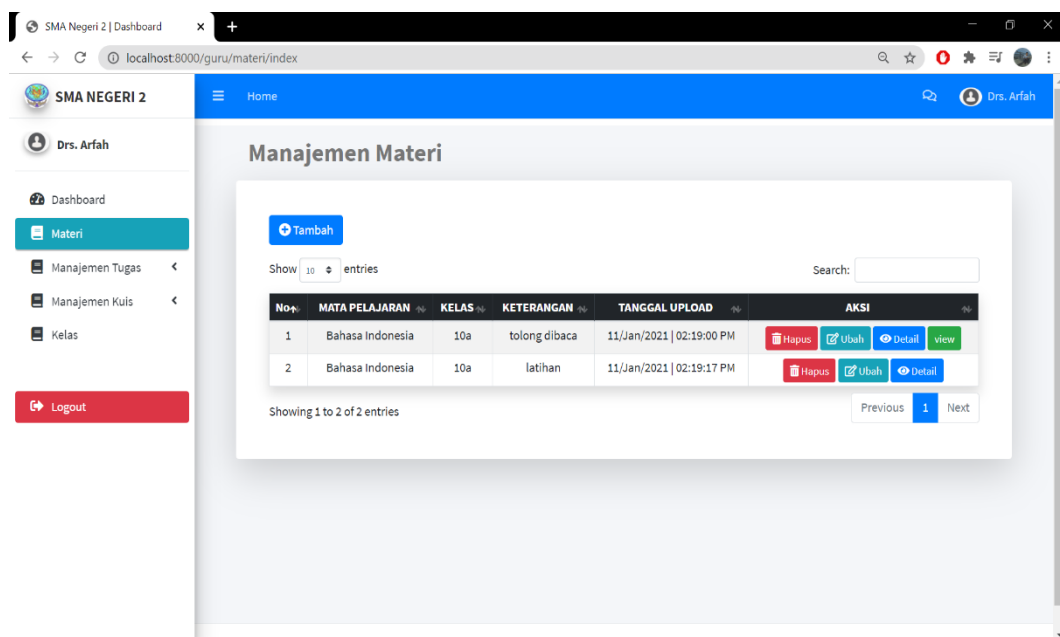 SMA Negeri 2 | Dashboard
localhost:8000/guru/materi/index
SMA NEGERI 2
Home
Drs. Arfah
Drs. Arfah
Manajemen Materi
Dashboard
Materi
Manajemen Tugas
Manajemen Kuis
Kelas
Logout
Tambah
Show 10 entries
Search:
No MATA PELAJARAN KELAS KETERANGAN TANGGAL UPLOAD AKSI
1 Bahasa Indonesia 10a tolong dibaca 11/Jan/2021 | 02:19:00 PM Hapus Ubah Detail view
2 Bahasa Indonesia 10a latihan 11/Jan/2021 | 02:19:17 PM Hapus Ubah Detail
Showing 1 to 2 of 2 entries
Previous 1 Next